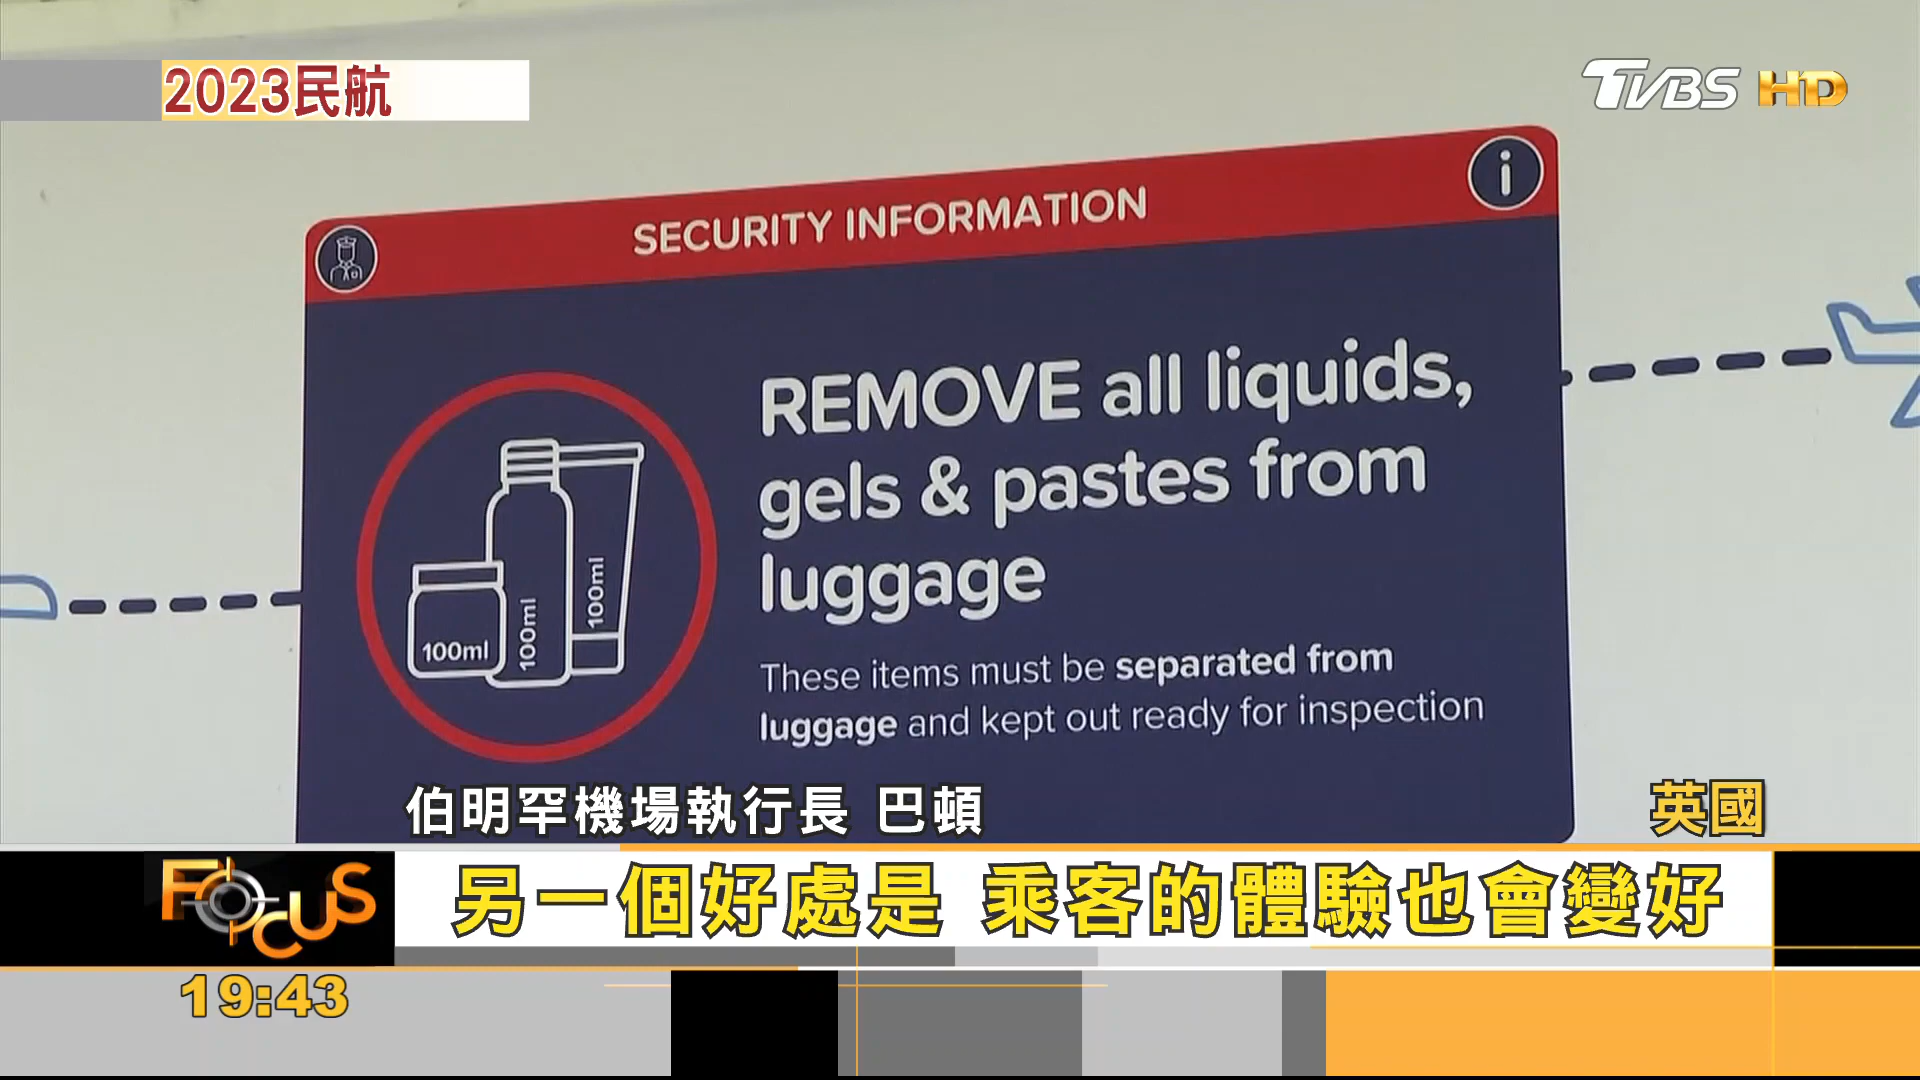 2023民航
TVBS HD
SECURITY INFORMATION
i
REMOVE all liquids,
gels & pastes from
luggage
100ml
100ml
100ml
These items must be separated from
luggage and kept out ready for inspection
伯明罕機場執行長 巴頓
英國
FOCUS
另一個好處是 乘客的體驗也會變好
19:43